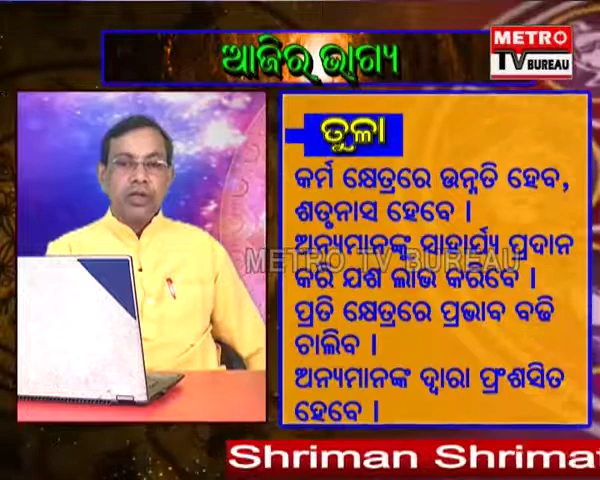 ଆଜିର ଭାଗ୍ୟ
METRO
TV BUREAU
ତୁଳା
କର୍ମ କ୍ଷେତ୍ରରେ ଉନ୍ନତି ହେବ,
ଶତୃନାସ ହେବେ ।
ଅନ୍ୟମାନଙ୍କୁ ସାହାର୍ଯ୍ୟ ପ୍ରଦାନ
METRO TV BUREAU
କରି ଯଶ ଲାଭ କରିବେ ।
ପ୍ରତି କ୍ଷେତ୍ରରେ ପ୍ରଭାବ ବଢି
ଚାଲିବ ।
ଅନ୍ୟମାନଙ୍କ ଦ୍ୱାରା ପ୍ରଂଶସିତ
ହେବେ ।
Shriman Shrimat